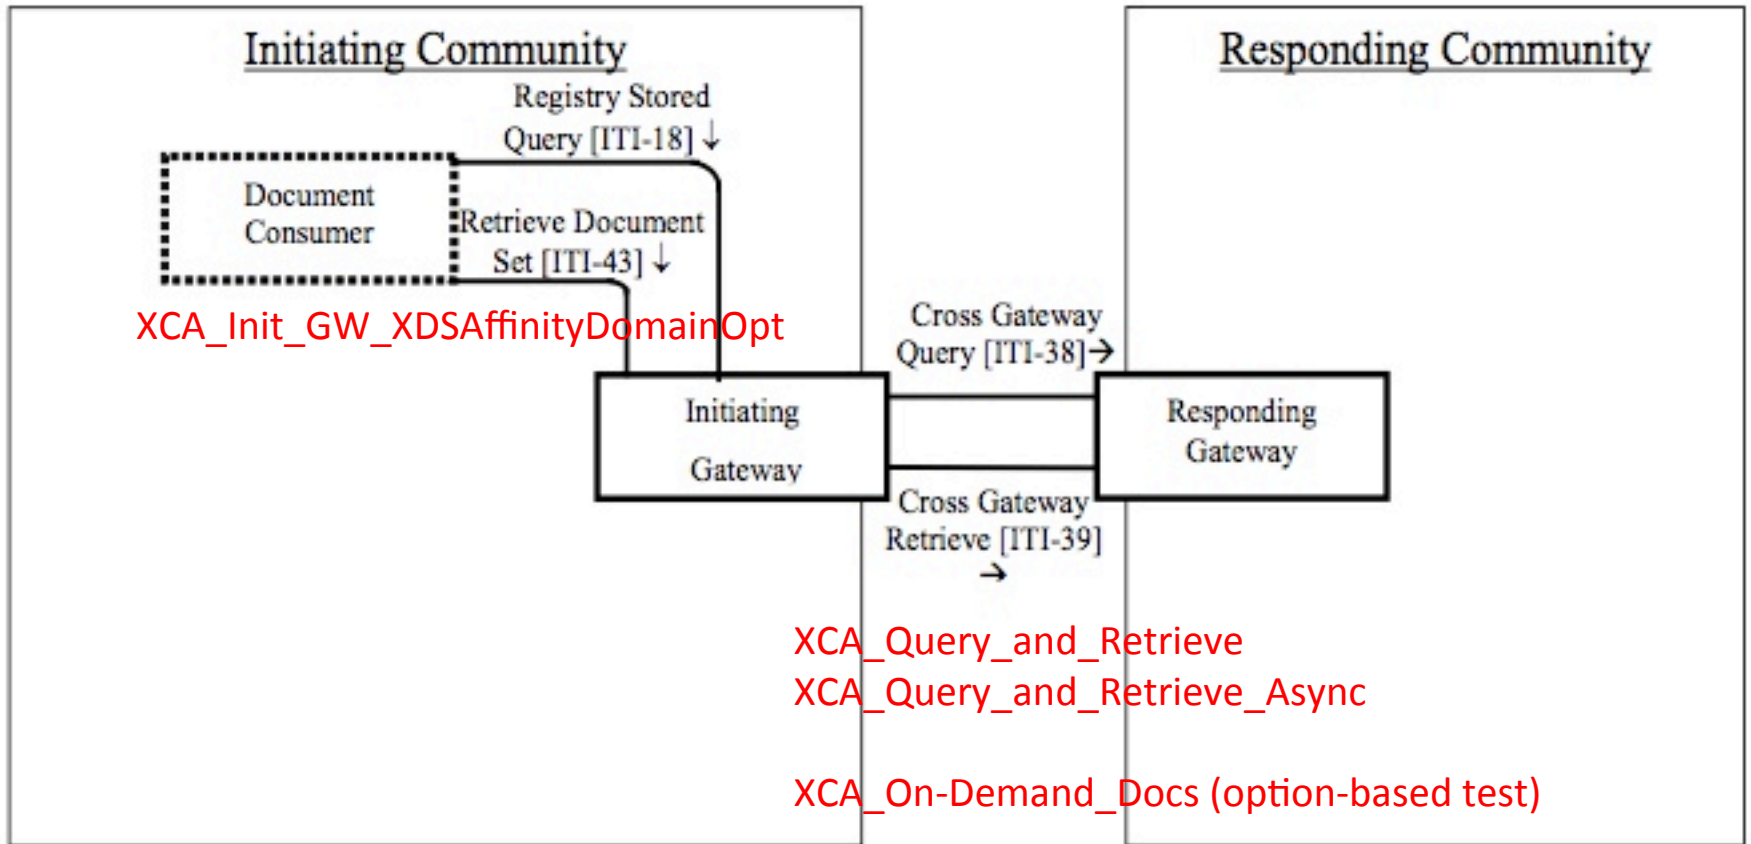 Initiating Community
Responding Community
Registry Stored
Query [ITI-18] ↓
Document
Consumer
Retrieve Document
Set [ITI-43] ↓
XCA_Init_GW_XDSAffinityDomainOpt
Cross Gateway
Query [ITI-38]→
Initiating
Gateway
Responding
Gateway
Cross Gateway
Retrieve [ITI-39]
→
XCA_Query_and_Retrieve
XCA_Query_and_Retrieve_Async
XCA_On-Demand_Docs (option-based test)